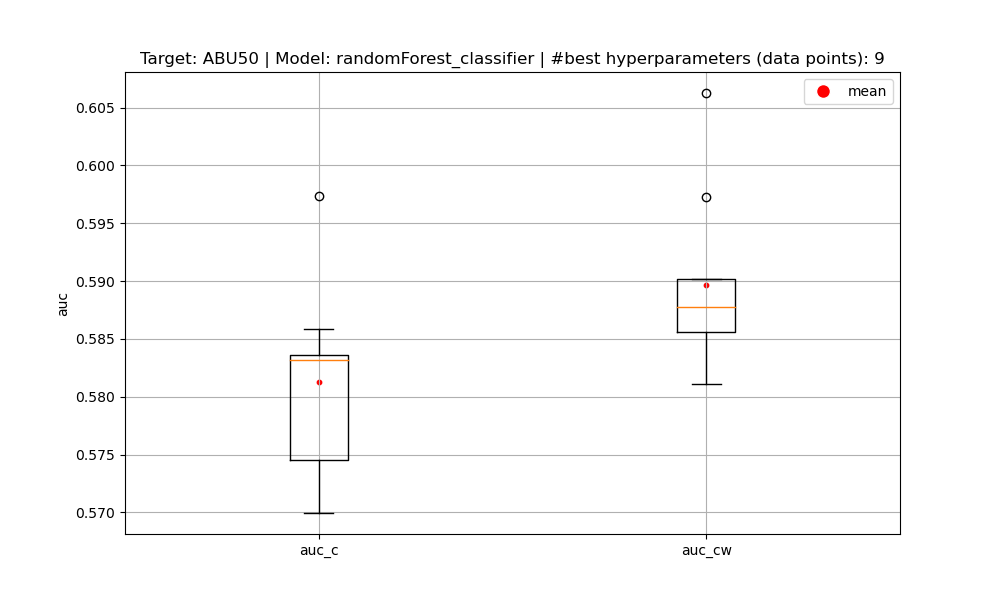 Target: ABU50 | Model: randomForest_classifier | #best hyperparameters (data points): 9
mean
0.605
0.600
0.595
0.590
0.585
0.580
0.575
0.570
auc
auc_c
auc_cw